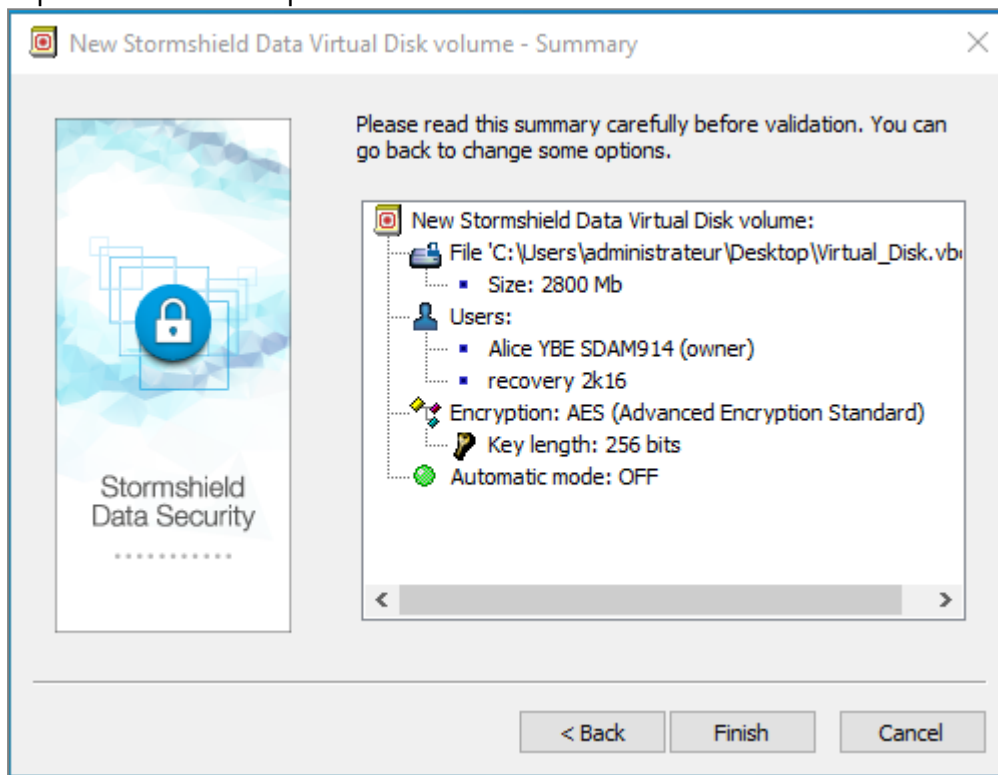 New Stormshield Data Virtual Disk volume - Summary
Please read this summary carefully before validation. You can
go back to change some options.
New Stormshield Data Virtual Disk volume:
File 'C:\Users\administrateur\Desktop\Virtual_Disk.vb
Size: 2800 Mb
Users:
Alice YBE SDAM914 (owner)
recovery 2k16
Encryption: AES (Advanced Encryption Standard)
Key length: 256 bits
Automatic mode: OFF
Stormshield
Data Security
< Back
Finish
Cancel